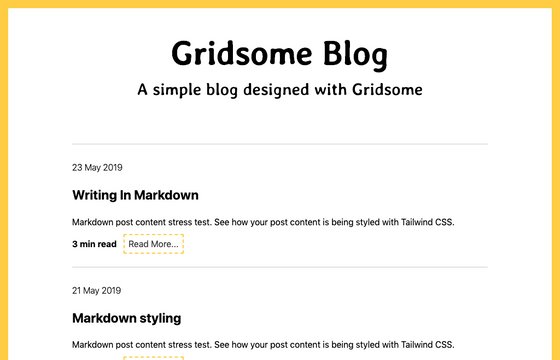 Gridsome Blog
A simple blog designed with Gridsome
23 May 2019
Writing In Markdown
Markdown post content stress test. See how your post content is being styled with Tailwind CSS.
3 min read Read More...
21 May 2019
Markdown styling
Markdown post content stress test. See how your post content is being styled with Tailwind CSS.